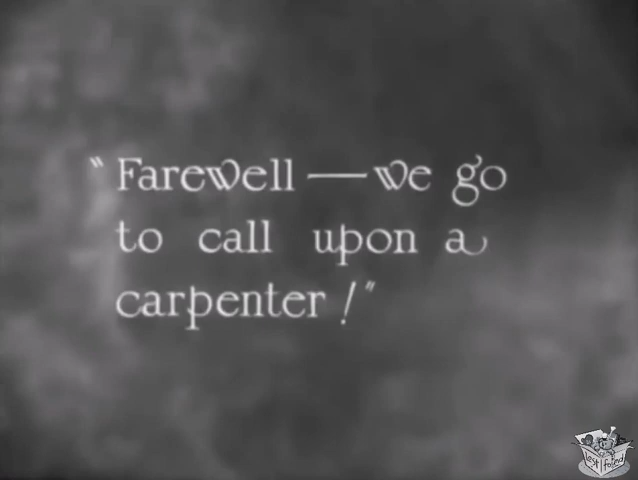 "Farewell — we go
to call upon a
carpenter!"